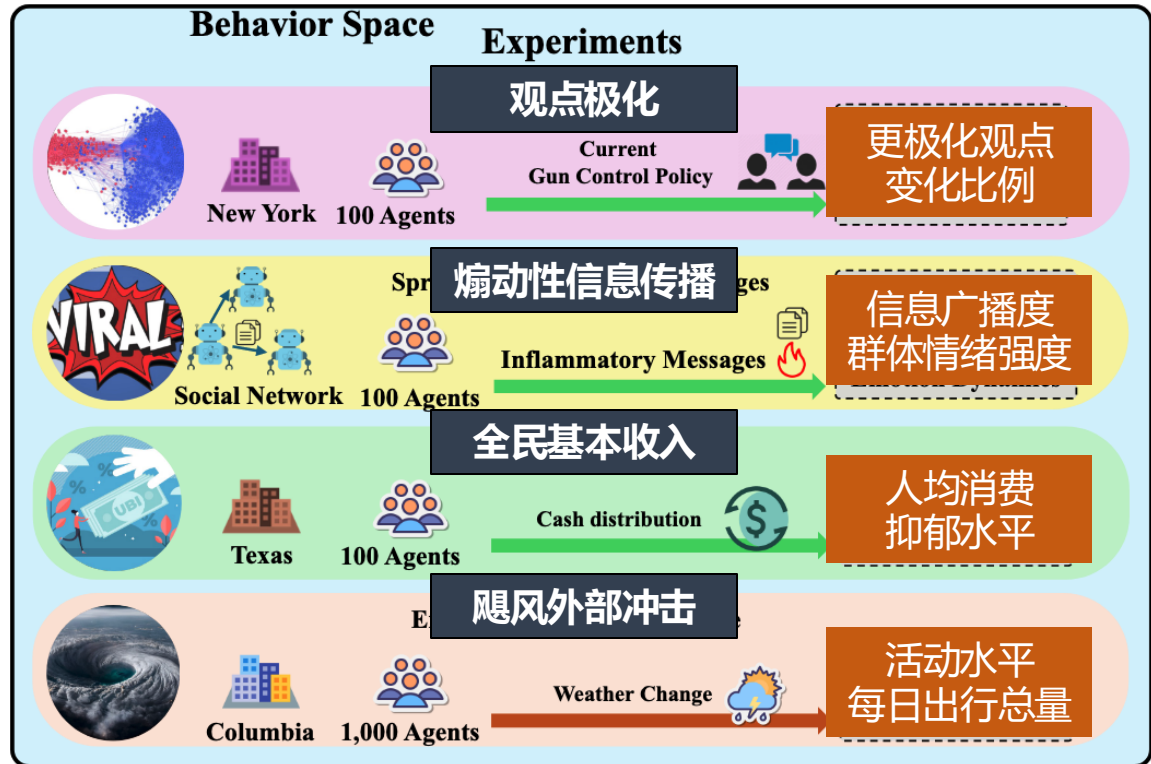 Behavior Space
Experiments
观点极化
Current
Gun Control Policy
New York
100 Agents
更极化观点
变化比例
煽动性信息传播
VIRAL
Inflammatory Messages
Social Network
100 Agents
信息广播度
群体情绪强度
全民基本收入
UBI
Cash distribution
Texas
100 Agents
人均消费
抑郁水平
飓风外部冲击
Weather Change
Columbia
1,000 Agents
活动水平
每日出行总量